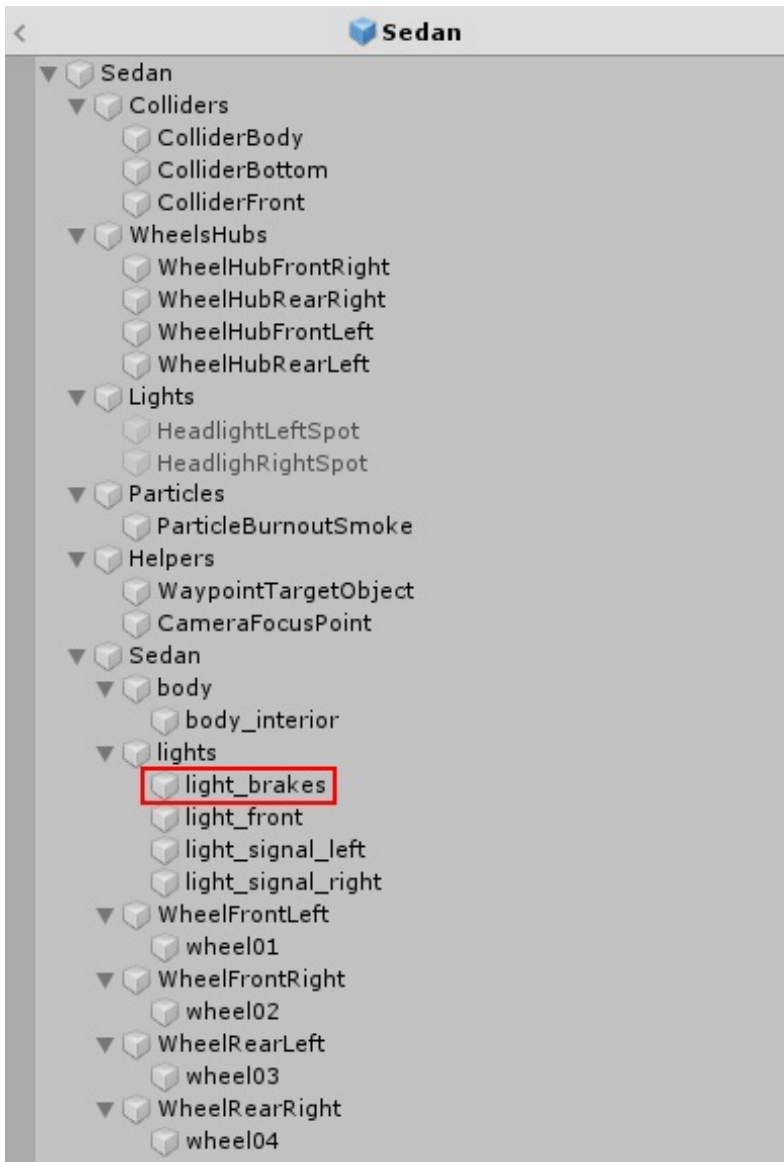 Sedan
Sedan
Colliders
ColliderBody
ColliderBottom
ColliderFront
WheelsHubs
WheelHubFrontRight
WheelHubRearRight
WheelHubFrontLeft
WheelHubRearLeft
Lights
HeadlightLeftSpot
HeadlighRightSpot
Particles
ParticleBurnoutSmoke
Helpers
WaypointTargetObject
CameraFocusPoint
Sedan
body
body_interior
lights
light_brakes
light_front
light_signal_left
light_signal_right
WheelFrontLeft
wheel01
WheelFrontRight
wheel02
WheelRearLeft
wheel03
WheelRearRight
wheel04